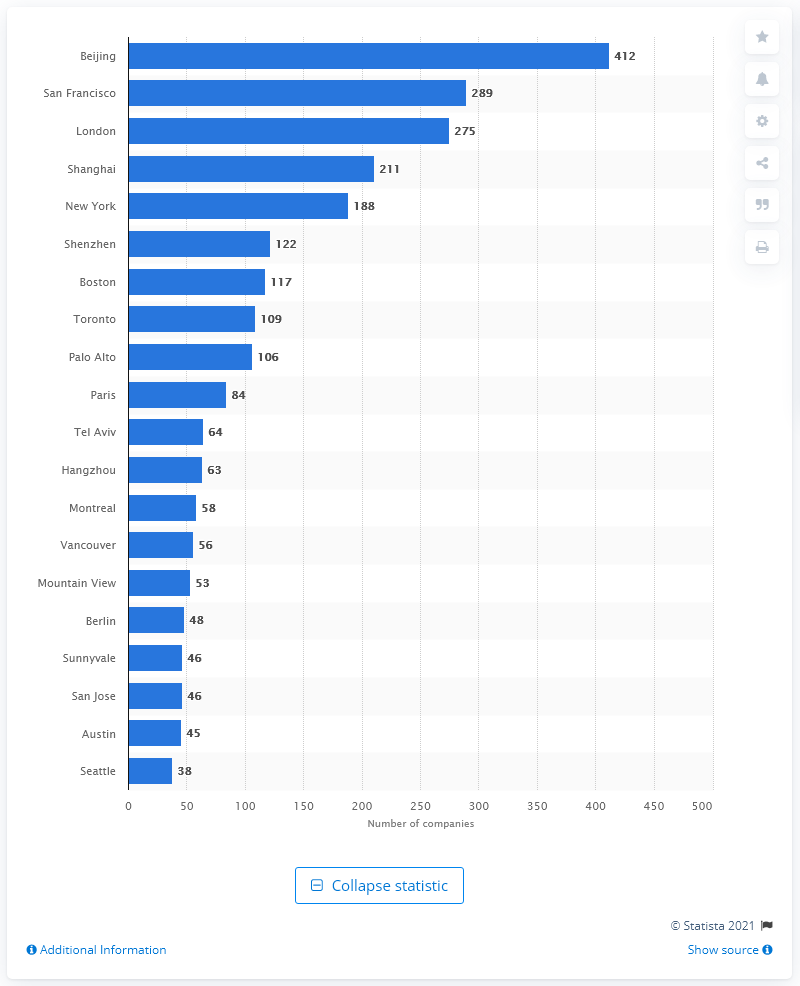 Beijing 412
San Francisco 289
London 275
Shanghai 211
New York 188
Shenzhen 122
Boston 117
Toronto 109
Palo Alto 106
Paris 84
Tel Aviv 64
Hangzhou 63
Montreal 58
Vancouver 56
Mountain View 53
Berlin 48
Sunnyvale 46
San Jose 46
Austin 45
Seattle 38
0 50 100 150 200 250 300 350 400 450 500
Number of companies
Collapse statistic
© Statista 2021
Additional Information Show source